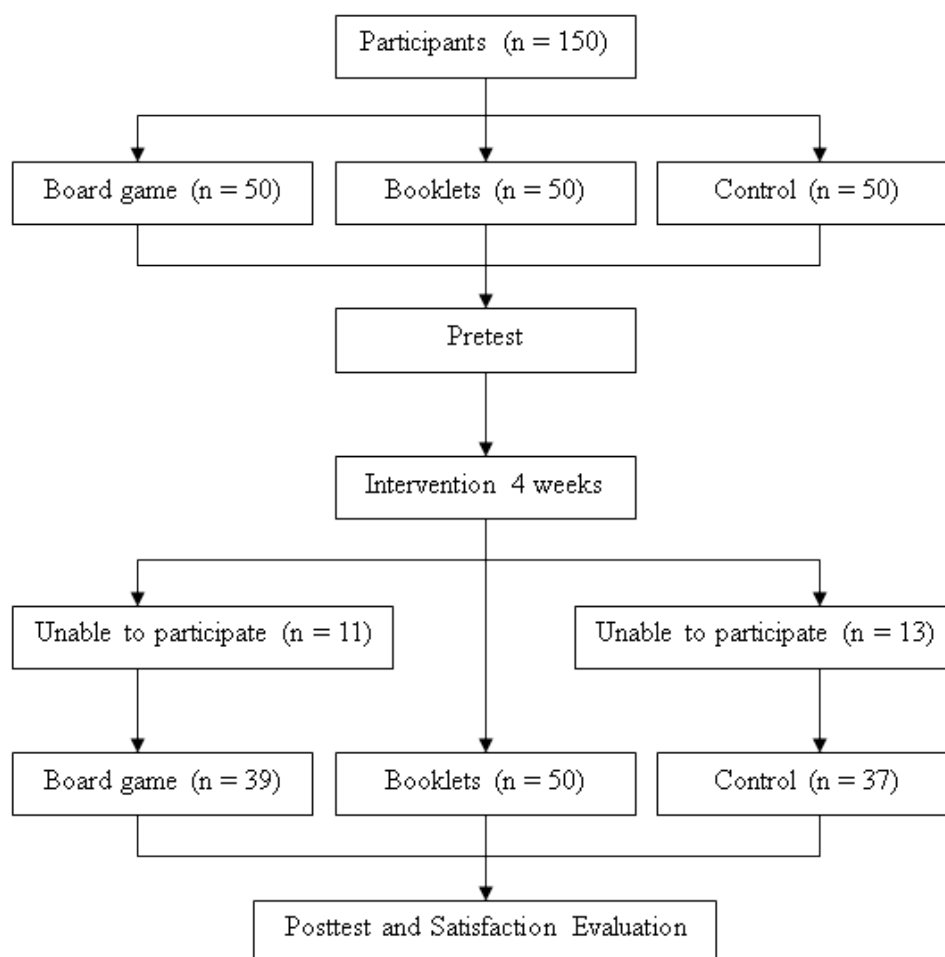 Participants (n = 150)
Board game (n = 50)
Booklets (n = 50)
Control (n = 50)
Pretest
Intervention 4 weeks
Unable to participate (n = 11)
Unable to participate (n = 13)
Board game (n = 39)
Booklets (n = 50)
Control (n = 37)
Posttest and Satisfaction Evaluation